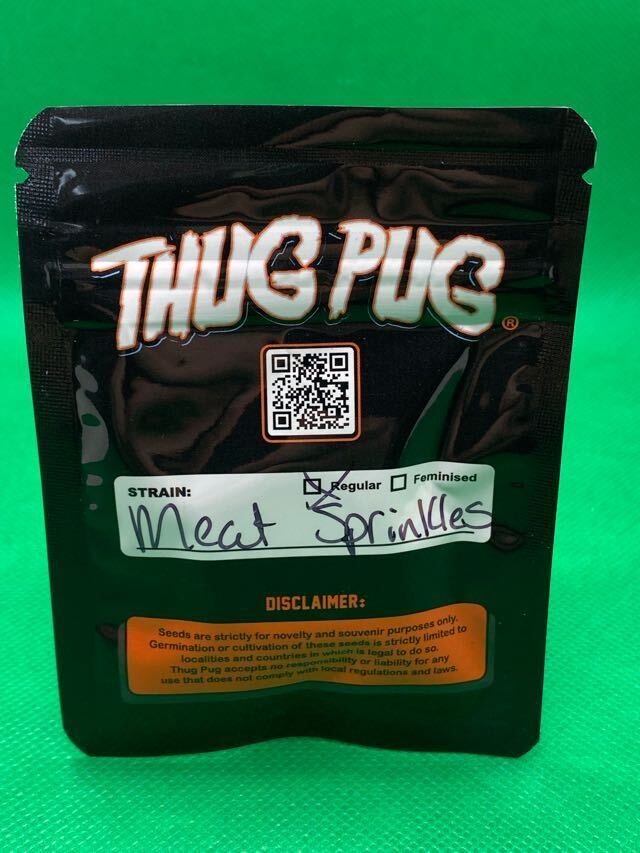 THUG PUG®
STRAIN:
Regular Feminised
Meat Sprinkles
DISCLAIMER:
Seeds are strictly for novelty and souvenir purposes only.
Germination or cultivation of these seeds is strictly limited to
localities and countries in which is legal to do so.
Thug Pug accepts no responsibility or liability for any
use that does not comply with local regulations and laws.